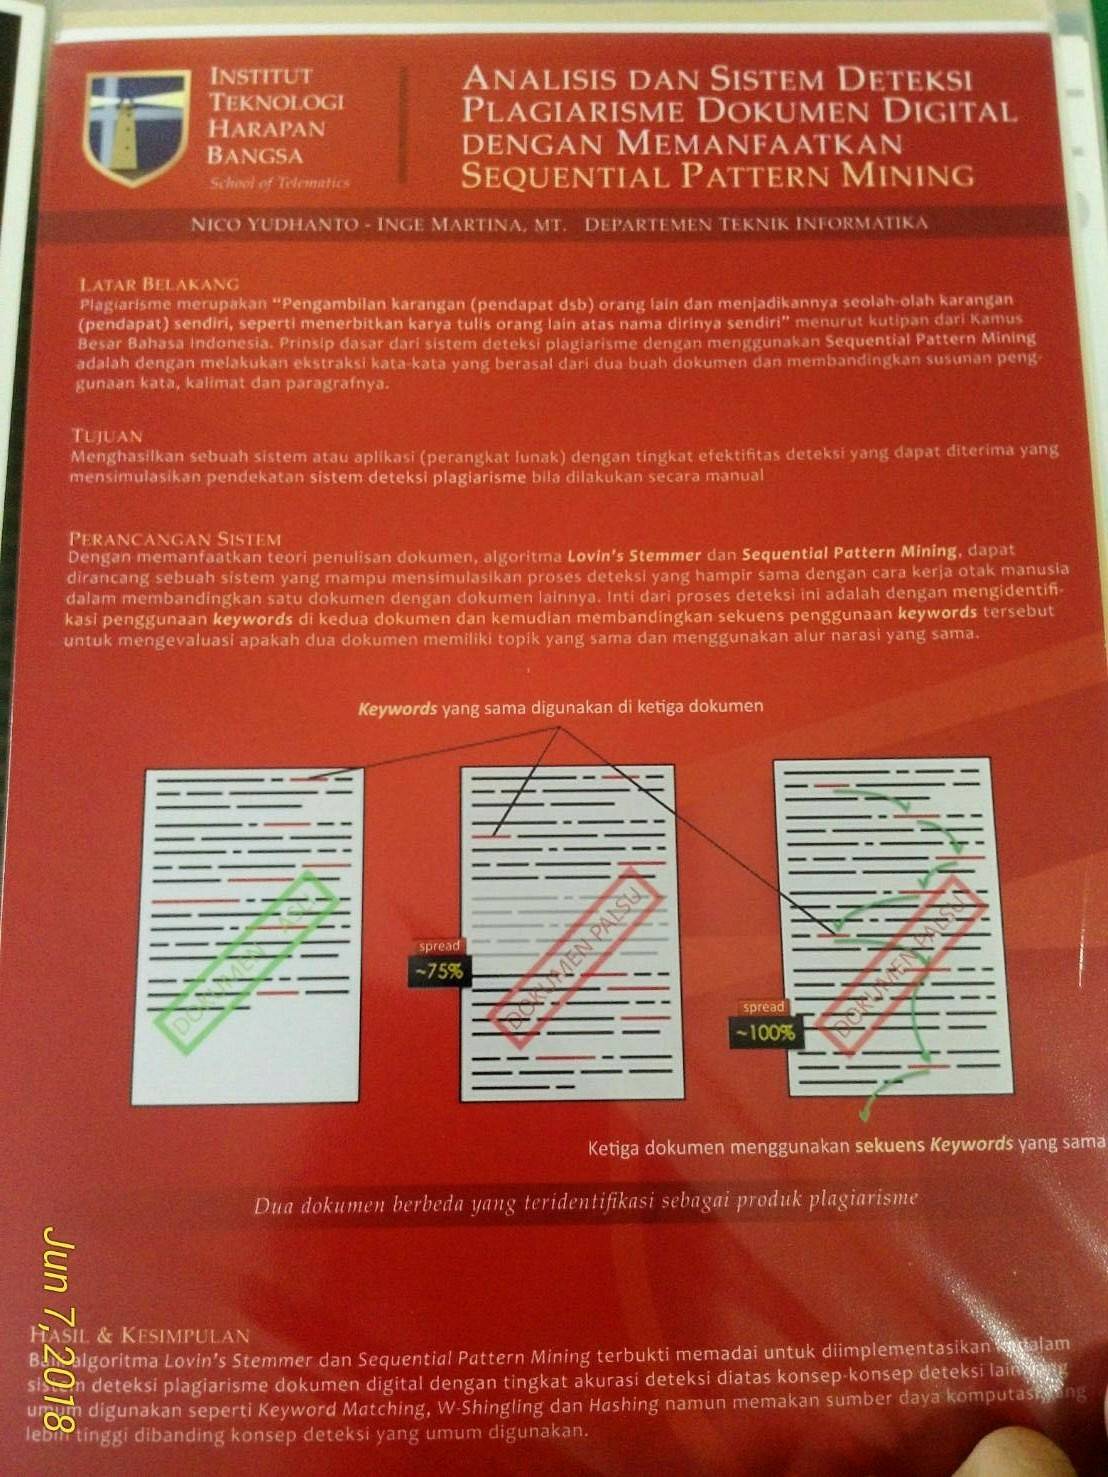 INSTITUT
TEKNOLOGI
HARAPAN
BANGSA
School of Telematics
ANALISIS DAN SISTEM DETEKSI
PLAGIARISME DOKUMEN DIGITAL
DENGAN MEMANFAATKAN
SEQUENTIAL PATTERN MINING
NICO YUDHANTO - INGE MARTINA, MT. DEPARTEMEN TEKNIK INFORMATIKA
LATAR BELAKANG
Plagiarisme merupakan “Pengambilan karangan (pendapat dsb) orang lain dan menjadikannya seolah-olah karangan
(pendapat) sendiri, seperti menerbitkan karya tulis orang lain atas nama dirinya sendiri” menurut kutipan dari Kamus
Besar Bahasa Indonesia. Prinsip dasar dari sistem deteksi plagiarisme dengan menggunakan Sequential Pattern Mining
adalah dengan melakukan ekstraksi kata-kata yang berasal dari dua buah dokumen dan membandingkan susunan peng-
gunaan kata, kalimat dan paragrafnya.
TUJUAN
Menghasilkan sebuah sistem atau aplikasi (perangkat lunak) dengan tingkat efektifitas deteksi yang dapat diterima yang
mensimulasikan pendekatan sistem deteksi plagiarisme bila dilakukan secara manual
PERANCANGAN SISTEM
Dengan memanfaatkan teori penulisan dokumen, algoritma Lovin's Stemmer dan Sequential Pattern Mining, dapat
dirancang sebuah sistem yang mampu mensimulasikan proses deteksi yang hampir sama dengan cara kerja otak manusia
dalam membandingkan satu dokumen dengan dokumen lainnya. Inti dari proses deteksi ini adalah dengan mengidentifi-
kasi penggunaan keywords di kedua dokumen dan kemudian membandingkan sekuens penggunaan keywords tersebut
untuk mengevaluasi apakah dua dokumen memiliki topik yang sama dan menggunakan alur narasi yang sama.
Keywords yang sama digunakan di ketiga dokumen
DOKUMEN ASLI
spread
~75%
DOKUMEN PALSU
spread
~100%
DOKUMEN PALSU
Ketiga dokumen menggunakan sekuens Keywords yang sama
Dua dokumen berbeda yang teridentifikasi sebagai produk plagiarisme
HASIL & KESIMPULAN
algoritma Lovin's Stemmer dan Sequential Pattern Mining terbukti memadai untuk diimplementasikan kedalam
sistem deteksi plagiarisme dokumen digital dengan tingkat akurasi deteksi diatas konsep-konsep deteksi lain yang
umum digunakan seperti Keyword Matching, W-Shingling dan Hashing namun memakan sumber daya komputasi yang
lebih tinggi dibanding konsep deteksi yang umum digunakan.
Jun 7, 2018